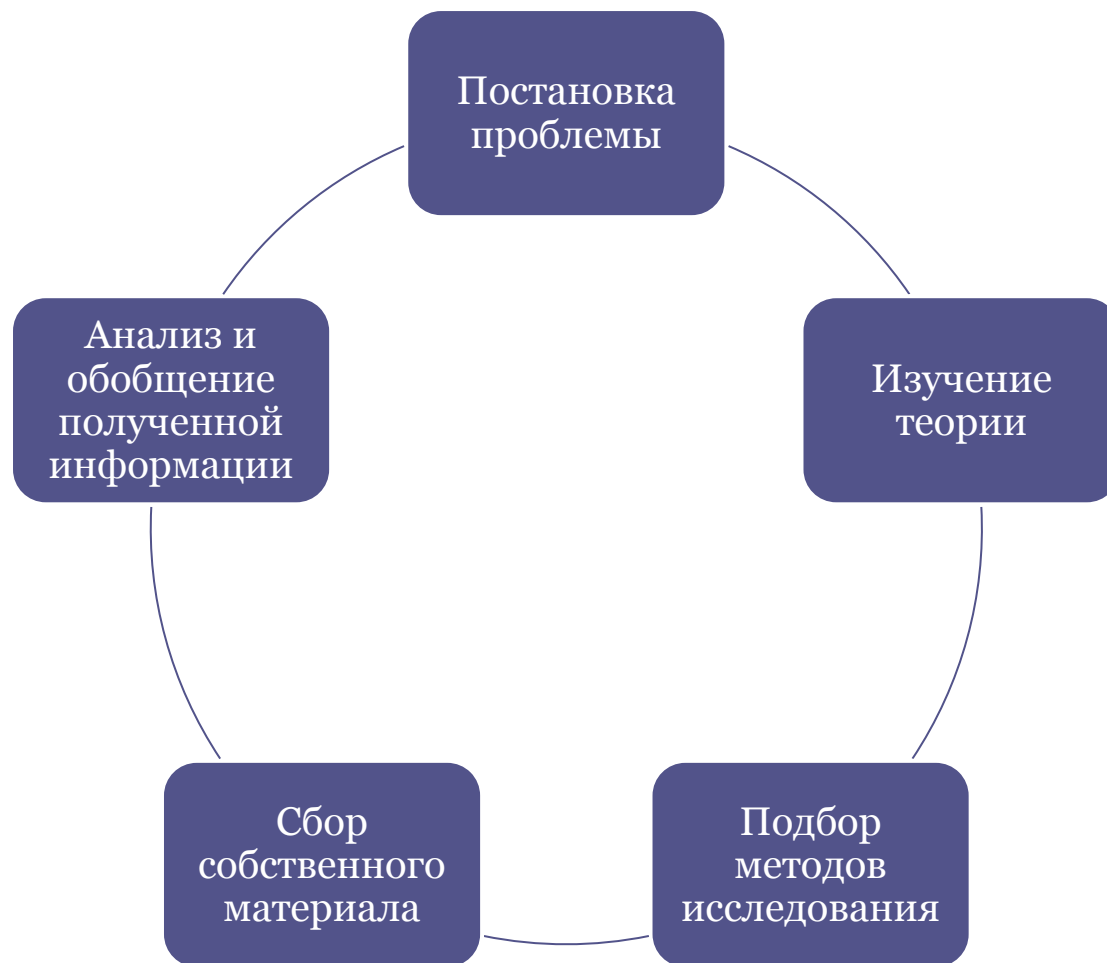 Постановка
проблемы
Изучение
теории
Подбор
методов
исследования
Сбор
собственного
материала
Анализ и
обобщение
полученной
информации